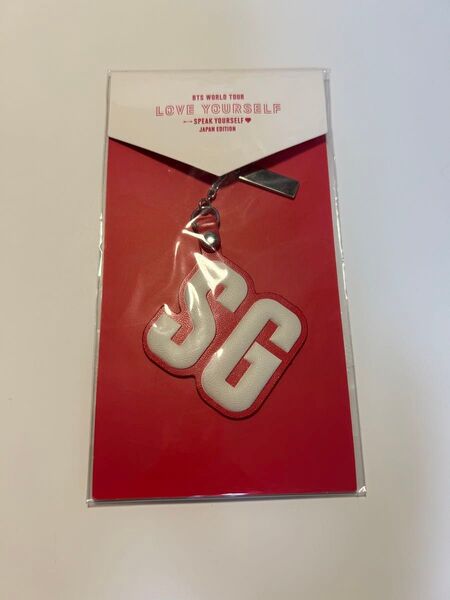 BTS WORLD TOUR
LOVE YOURSELF
SPEAK YOURSELF
JAPAN EDITION
SG